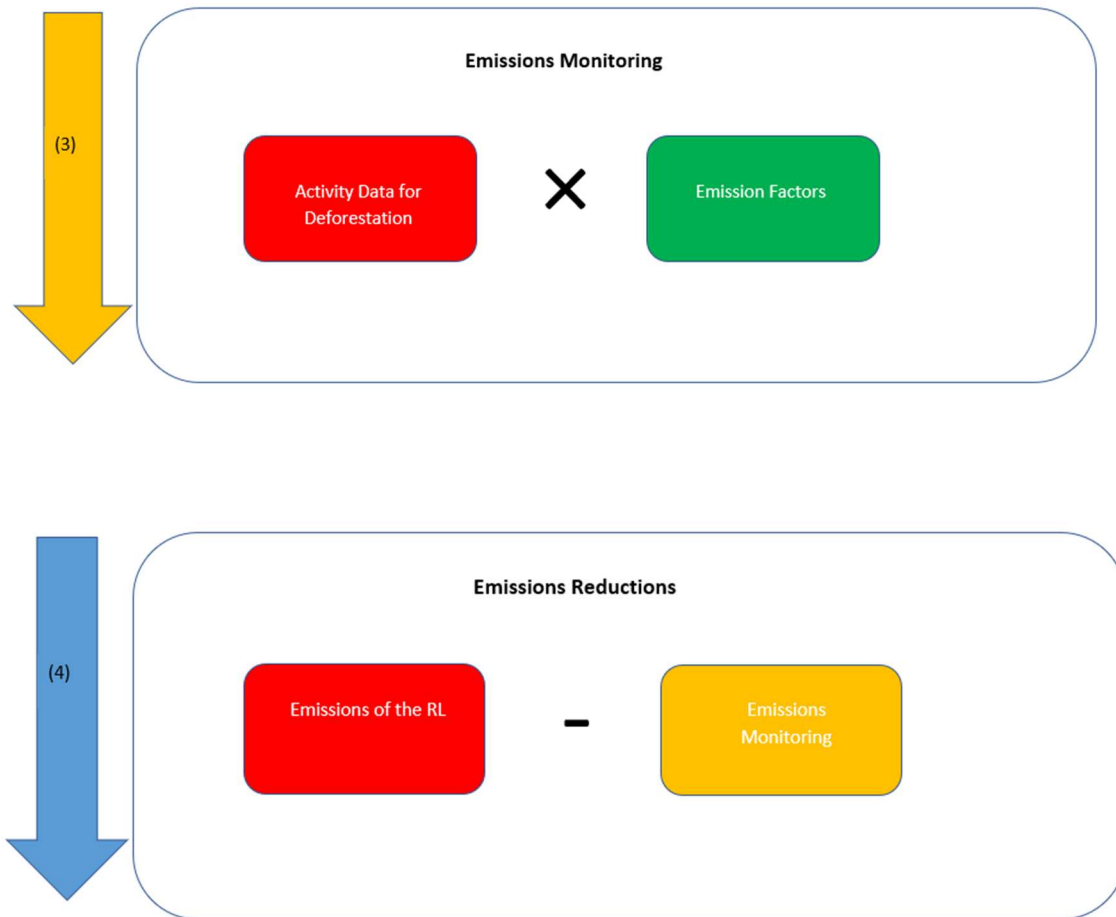 Emissions Monitoring
(3)
Activity Data for
Deforestation
×
Emission Factors
Emissions Reductions
(4)
Emissions of the RL
-
Emissions
Monitoring